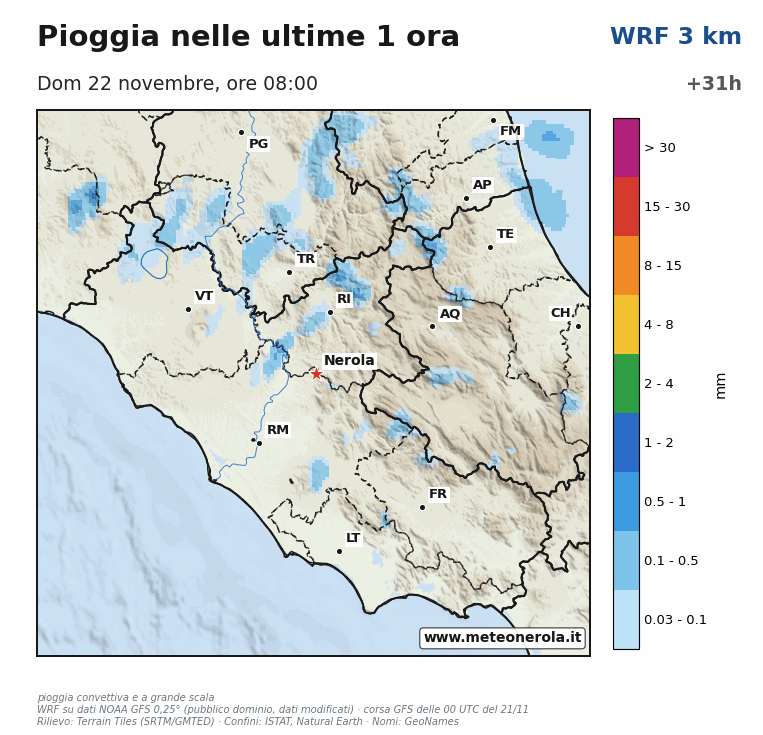 Pioggia nelle ultime 1 ora
WRF 3 km
Dom 22 novembre, ore 08:00
+31h
PG
FM
AP
TE
TR
VT
RI
AQ
CH
Nerola
RM
FR
LT
www.meteonerola.it
> 30
15 - 30
8 - 15
4 - 8
2 - 4
1 - 2
0.5 - 1
0.1 - 0.5
0.03 - 0.1
mm
pioggia convettiva e a grande scala
WRF su dati NOAA GFS 0,25° (pubblico dominio, dati modificati) · corsa GFS delle 00 UTC del 21/11
Rilievo: Terrain Tiles (SRTM/GMTED) · Confini: ISTAT, Natural Earth · Nomi: GeoNames